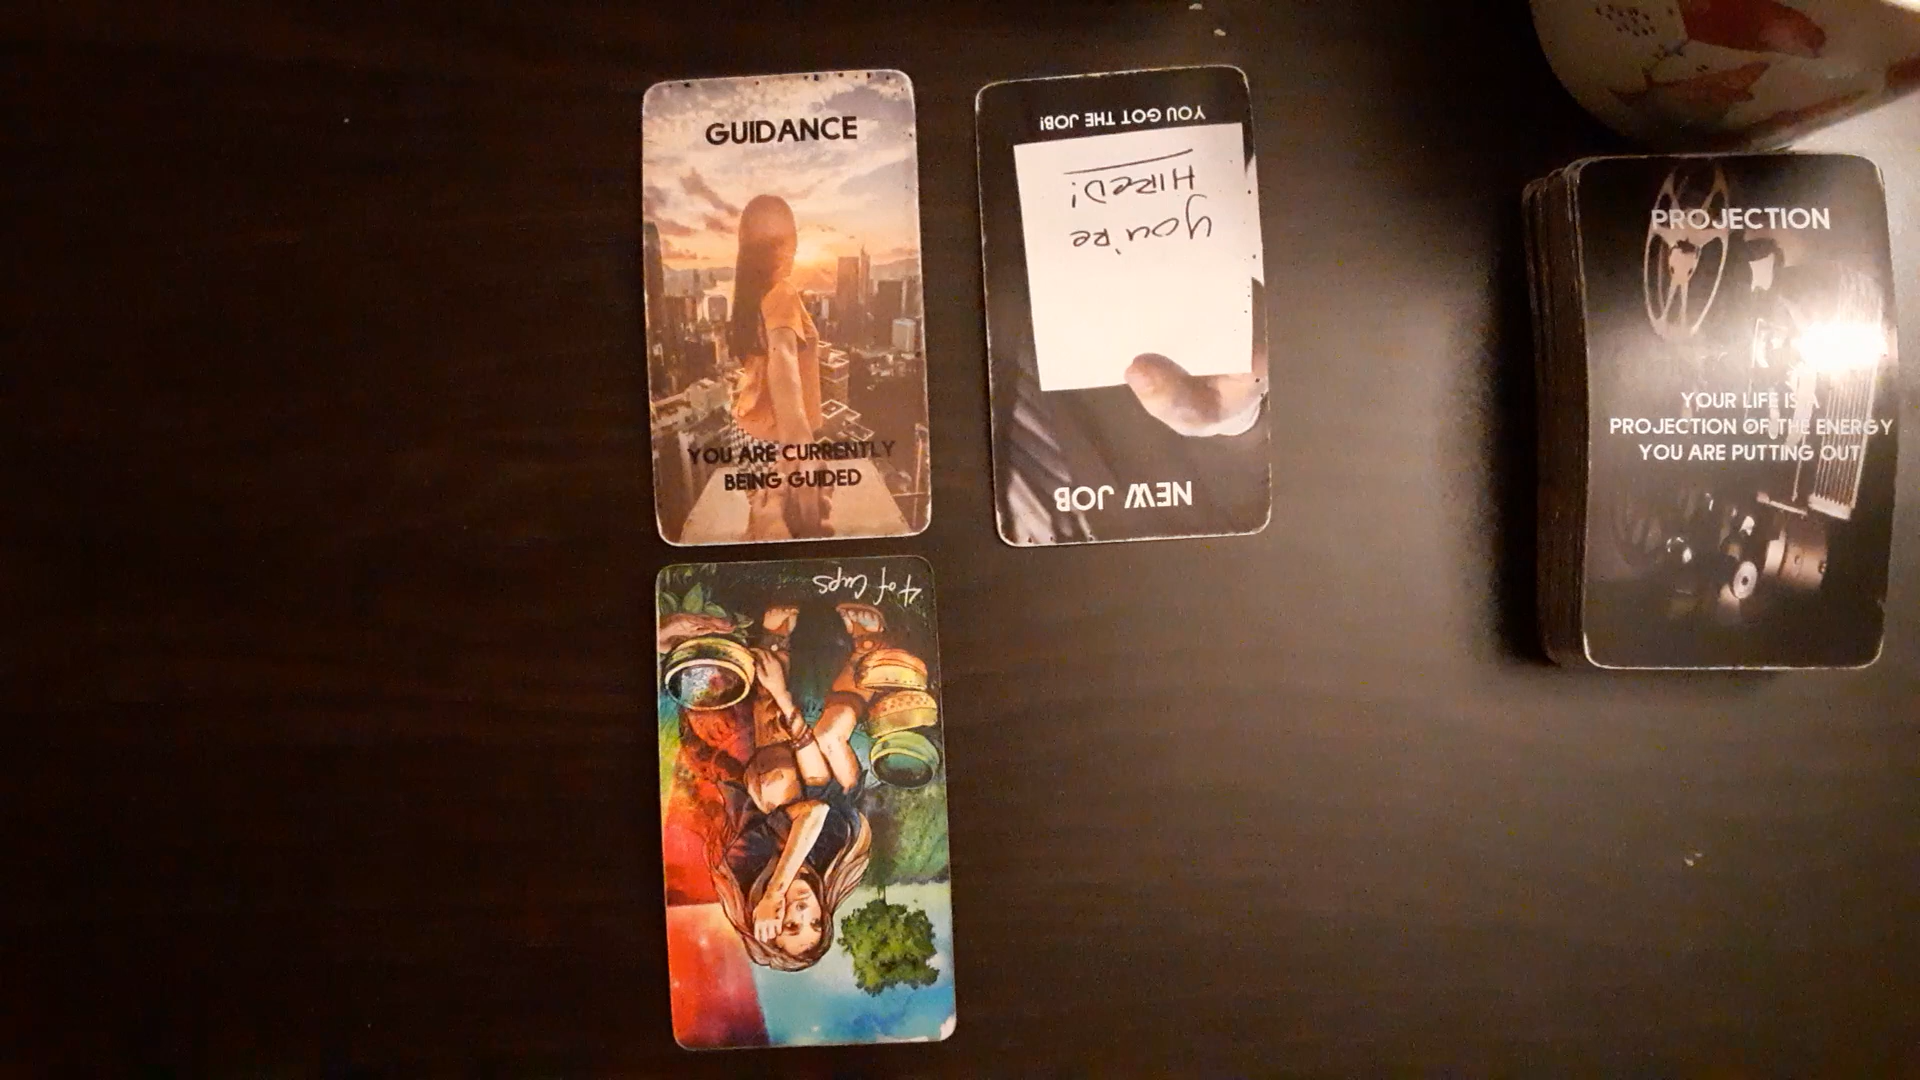 GUIDANCE
YOU ARE CURRENTLY
BEING GUIDED
NEW JOB
you're
HIRED!
YOU GOT THE JOB!
4 of Cups
PROJECTION
YOUR LIFE IS A
PROJECTION OF THE ENERGY
YOU ARE PUTTING OUT